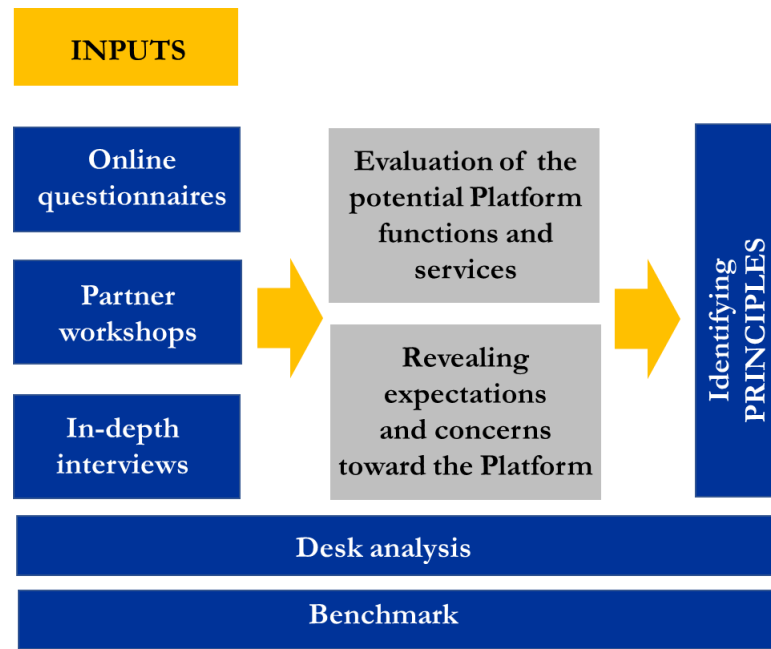 INPUTS
Online
questionnaires
Partner
workshops
In-depth
interviews
Evaluation of the
potential Platform
functions and
services
Revealing
expectations
and concerns
toward the Platform
Identifying
PRINCIPLES
Desk analysis
Benchmark